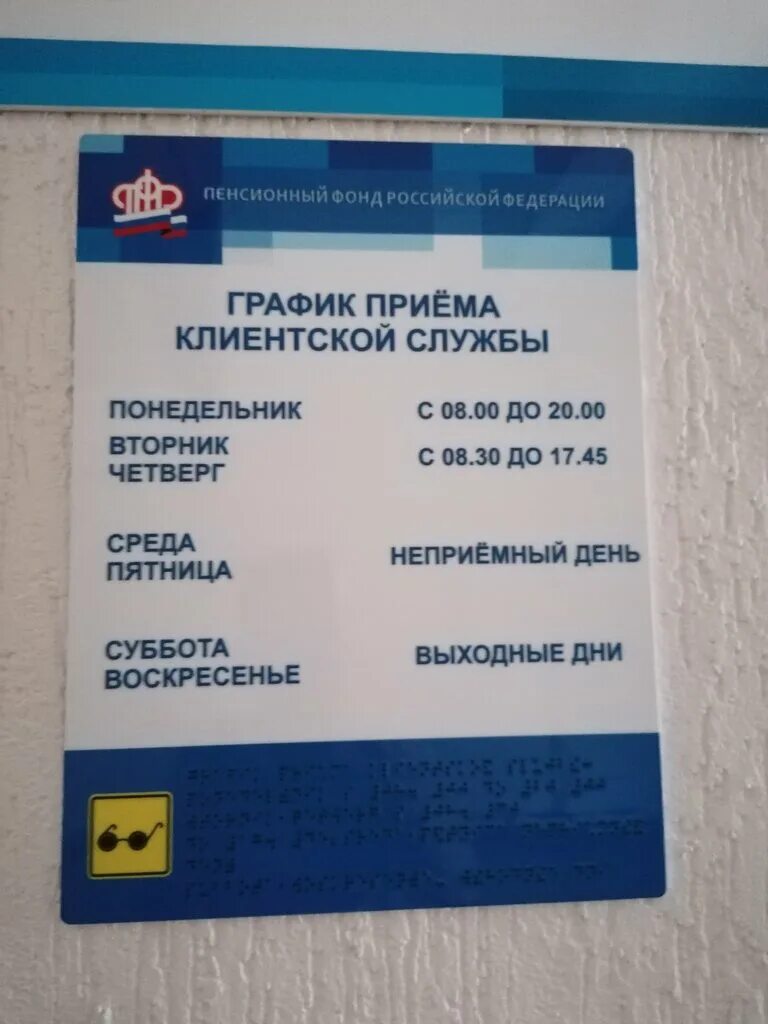 ПЕНСИОННЫЙ ФОНД РОССИЙСКОЙ ФЕДЕРАЦИИ
ГРАФИК ПРИЁМА
КЛИЕНТСКОЙ СЛУЖБЫ
ПОНЕДЕЛЬНИК С 08.00 ДО 20.00
ВТОРНИК
ЧЕТВЕРГ С 08.30 ДО 17.45
СРЕДА
ПЯТНИЦА НЕПРИЁМНЫЙ ДЕНЬ
СУББОТА
ВОСКРЕСЕНЬЕ ВЫХОДНЫЕ ДНИ